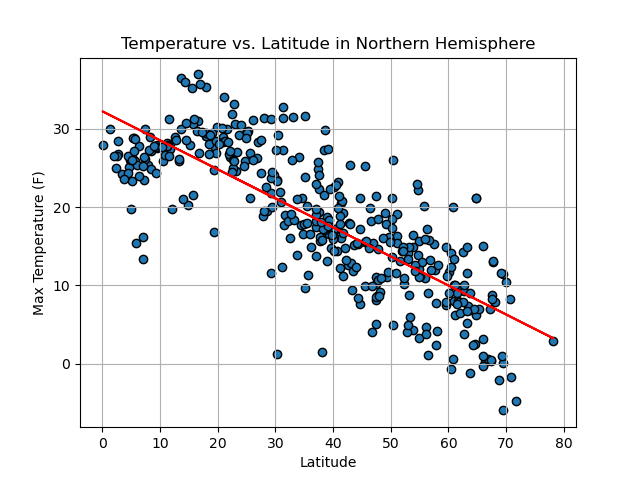 Temperature vs. Latitude in Northern Hemisphere
Max Temperature (F)
30
20
10
0
0 10 20 30 40 50 60 70 80
Latitude